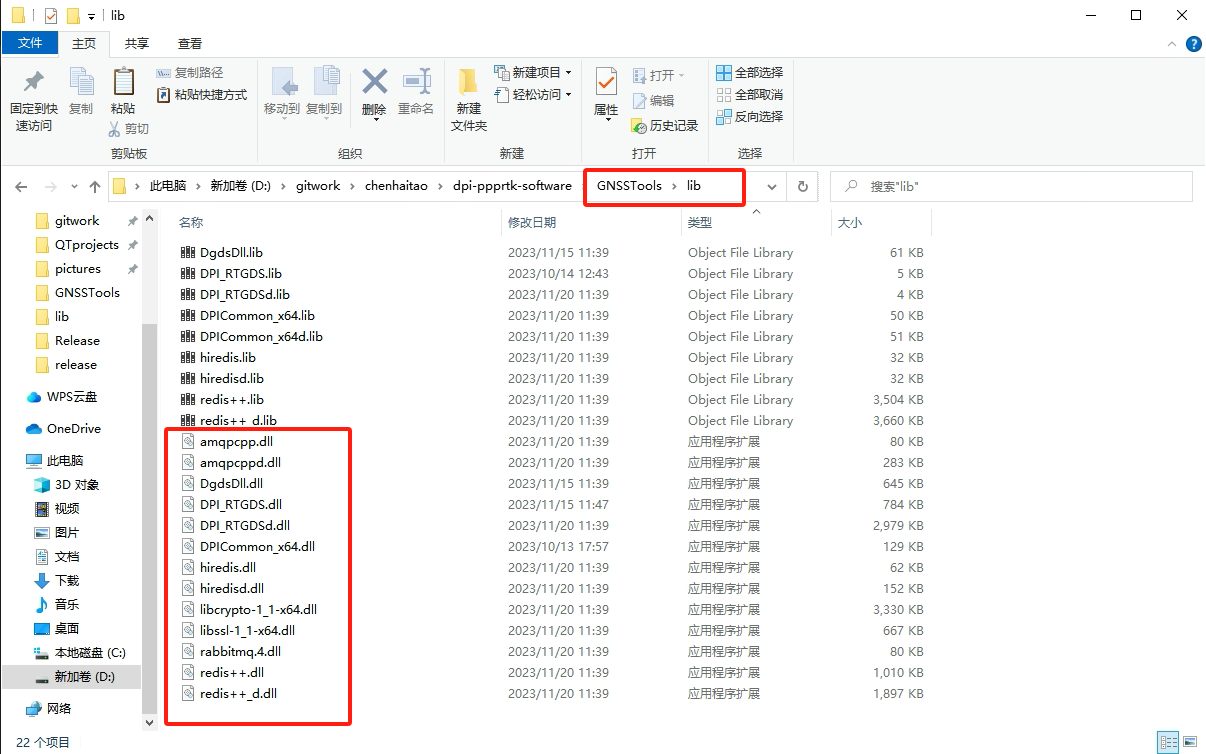 lib
文件 主页 共享 查看
固定到快速访问 复制 粘贴 复制路径 粘贴快捷方式 剪切 移动到 复制到 删除 重命名 新建文件夹 新建项目 轻松访问 属性 打开 编辑 历史记录 全部选择 全部取消 反向选择
剪贴板 组织 新建 打开 选择
此电脑 新加卷 (D:) gitwork chenhaitao dpi-ppprtk-software GNSSTools lib 搜索"lib"
gitwork
QTprojects
pictures
GNSSTools
lib
Release
release
WPS云盘
OneDrive
此电脑
3D 对象
视频
图片
文档
下载
音乐
桌面
本地磁盘 (C:)
新加卷 (D:)
网络
名称 修改日期 类型 大小
DgdsDll.lib 2023/11/15 11:39 Object File Library 61 KB
DPI_RTGDS.lib 2023/10/14 12:43 Object File Library 5 KB
DPI_RTGDSd.lib 2023/11/20 11:39 Object File Library 4 KB
DPICommon_x64.lib 2023/11/20 11:39 Object File Library 50 KB
DPICommon_x64d.lib 2023/11/20 11:39 Object File Library 51 KB
hiredis.lib 2023/11/20 11:39 Object File Library 32 KB
hiredisd.lib 2023/11/20 11:39 Object File Library 32 KB
redis++.lib 2023/11/20 11:39 Object File Library 3,504 KB
redis++_d.lib 2023/11/20 11:39 Object File Library 3,660 KB
amqpcpp.dll 2023/11/20 11:39 应用程序扩展 80 KB
amqpcppd.dll 2023/11/20 11:39 应用程序扩展 283 KB
DgdsDll.dll 2023/11/15 11:39 应用程序扩展 645 KB
DPI_RTGDS.dll 2023/11/15 11:47 应用程序扩展 784 KB
DPI_RTGDSd.dll 2023/11/20 11:39 应用程序扩展 2,979 KB
DPICommon_x64.dll 2023/10/13 17:57 应用程序扩展 129 KB
hiredis.dll 2023/11/20 11:39 应用程序扩展 62 KB
hiredisd.dll 2023/11/20 11:39 应用程序扩展 152 KB
libcrypto-1_1-x64.dll 2023/11/20 11:39 应用程序扩展 3,330 KB
libssl-1_1-x64.dll 2023/11/20 11:39 应用程序扩展 667 KB
rabbitmq.4.dll 2023/11/20 11:39 应用程序扩展 80 KB
redis++.dll 2023/11/20 11:39 应用程序扩展 1,010 KB
redis++_d.dll 2023/11/20 11:39 应用程序扩展 1,897 KB
22 个项目